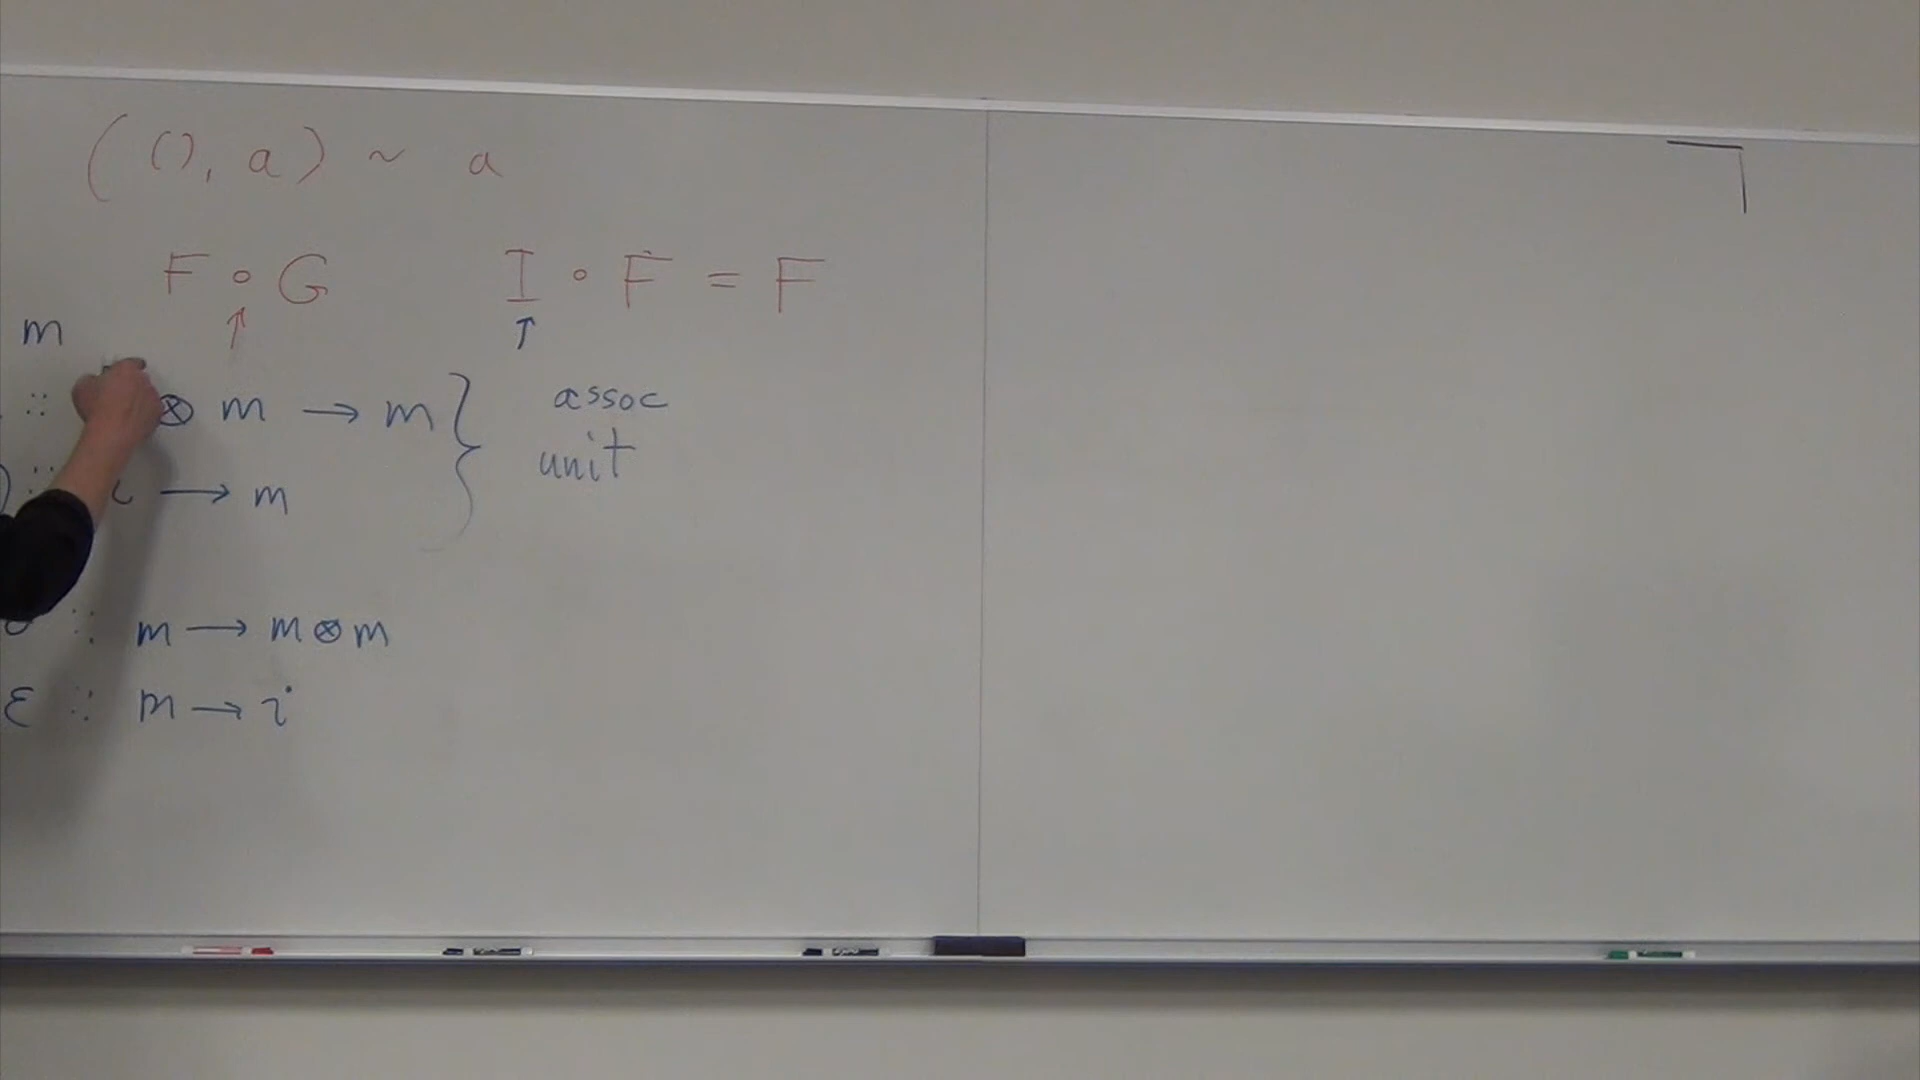 ((), a) ~ a
F ∘ G I ∘ F = F
↑ ↑
m
:: ⊗ m → m } assoc
unit
) :: i → m
:: m → m ⊗ m
ε :: m → i